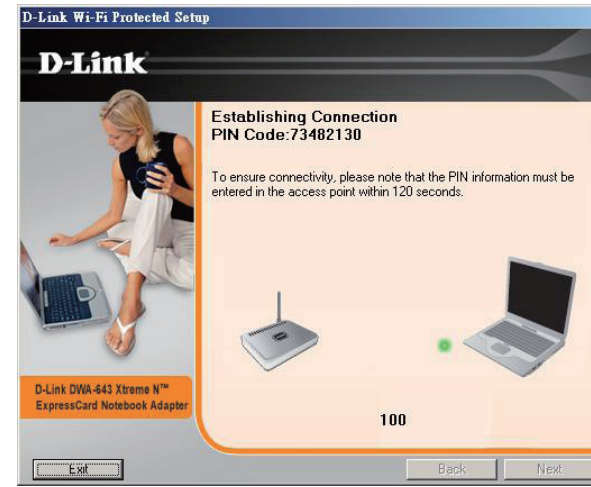 D-Link Wi-Fi Protected Setup
D-Link
Establishing Connection
PIN Code:73482130
To ensure connectivity, please note that the PIN information must be
entered in the access point within 120 seconds.
D-Link DWA-643 Xtreme N™
ExpressCard Notebook Adapter
100
Exit
Back
Next